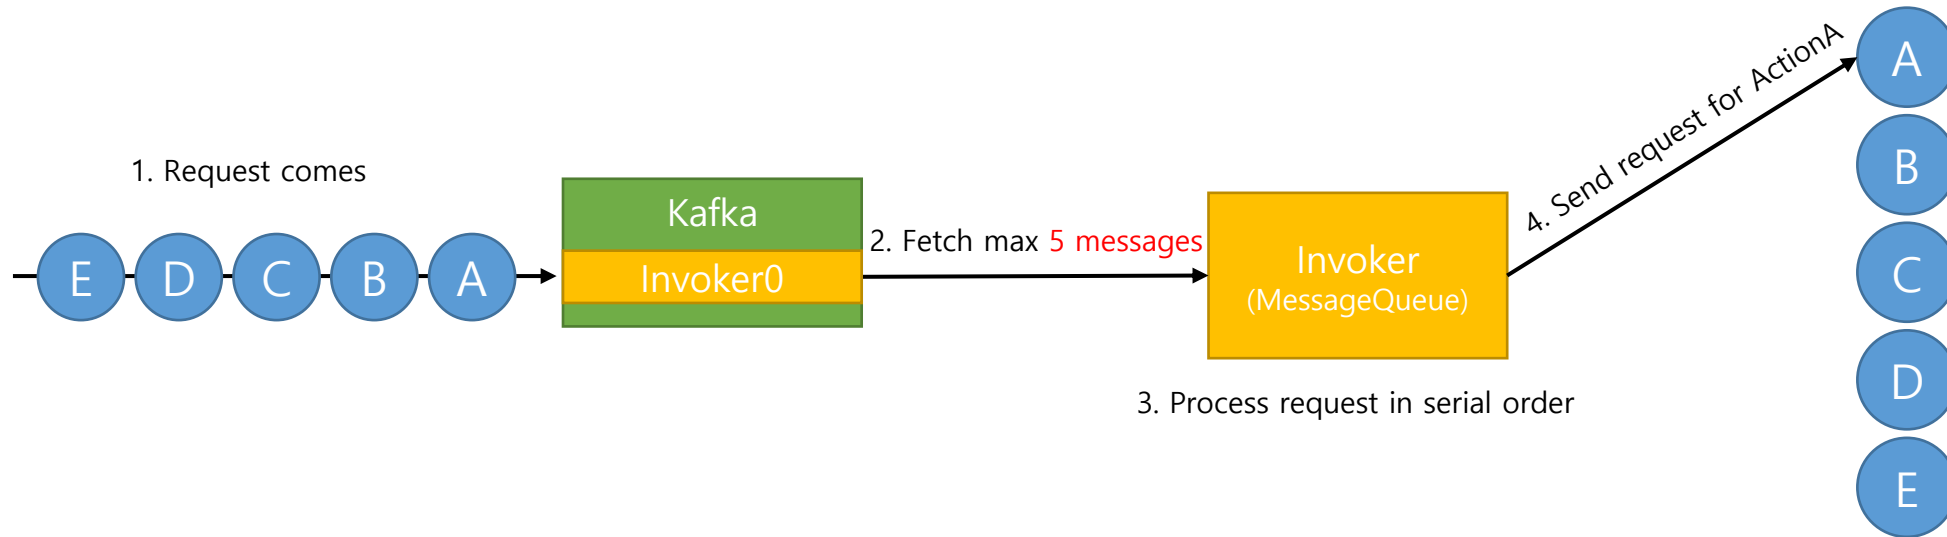 1. Request comes
E D C B A
Kafka
Invoker0
2. Fetch max 5 messages
Invoker
(MessageQueue)
3. Process request in serial order
4. Send request for ActionA
A
B
C
D
E